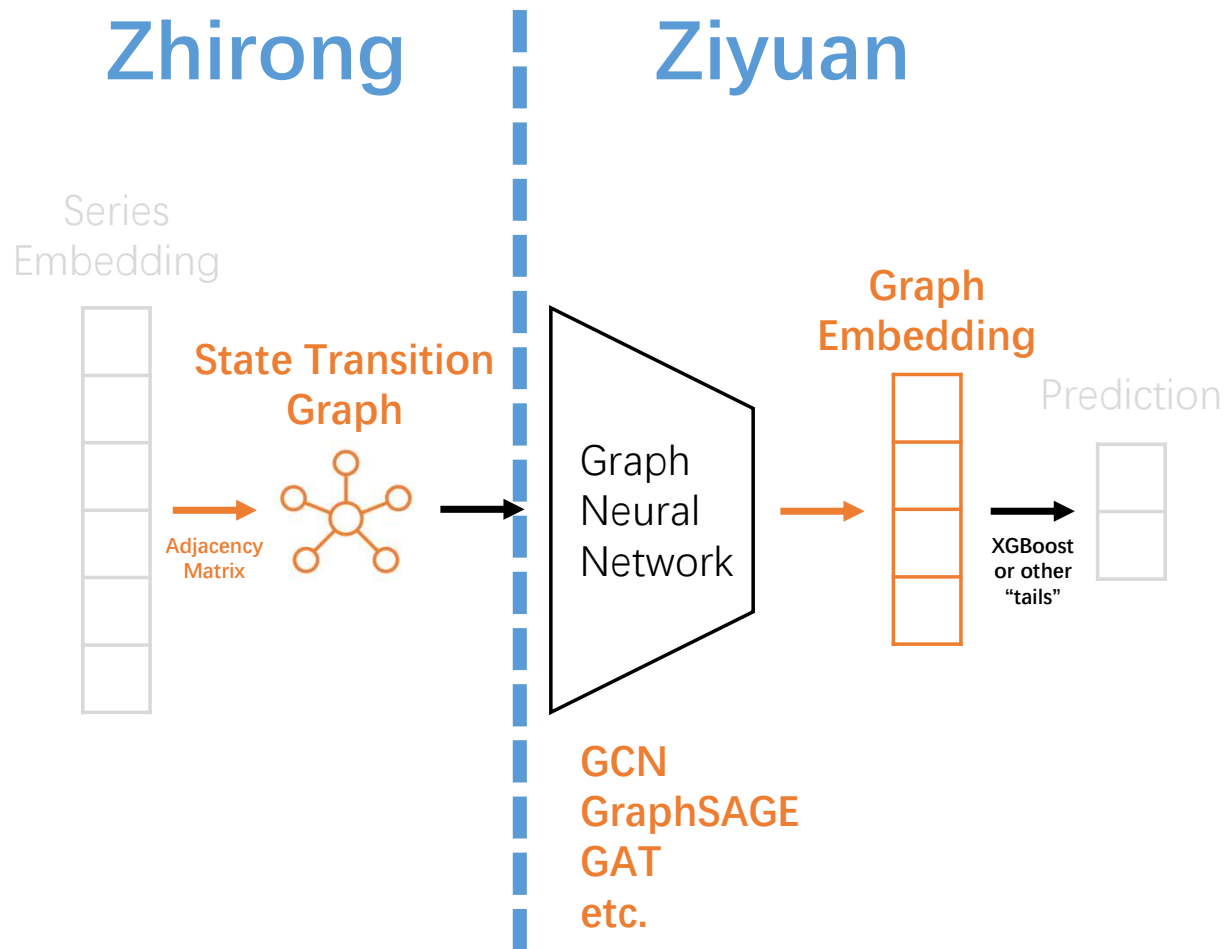 Zhirong
Ziyuan
Series
Embedding
State Transition
Graph
Adjacency
Matrix
Graph
Neural
Network
GCN
GraphSAGE
GAT
etc.
Graph
Embedding
XGBoost
or other
“tails”
Prediction